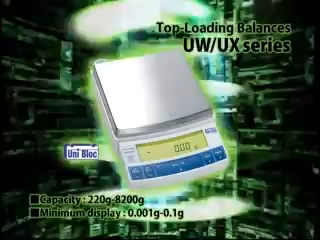 Top-Loading Balances
UW/UX series
0.00 g
Uni Bloc
■Capacity : 220g-8200g
■Minimum display : 0.001g-0.1g